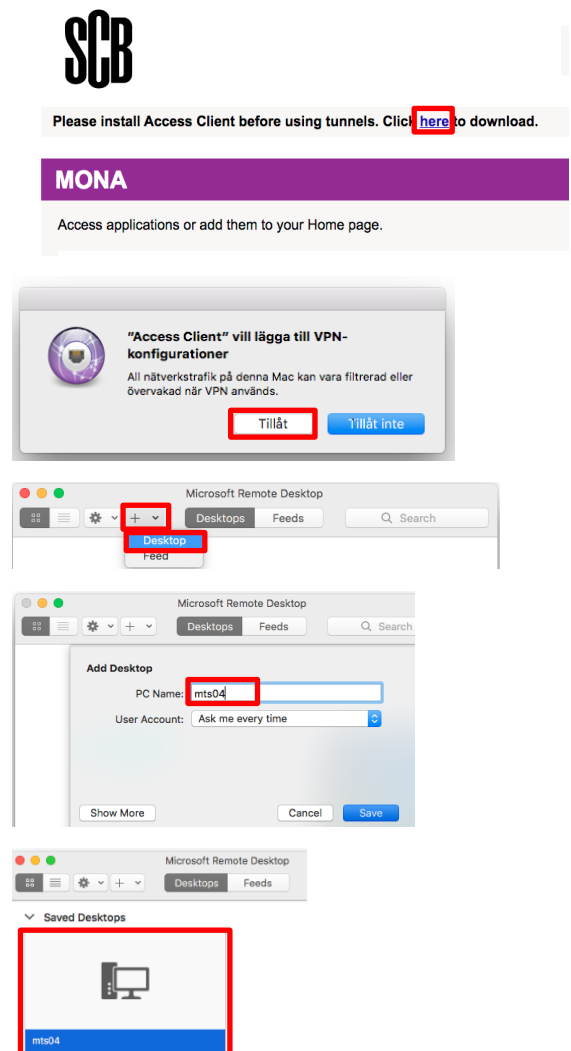 SCB
Please install Access Client before using tunnels. Click here to download.
MONA
Access applications or add them to your Home page.
"Access Client" vill lägga till VPN-
konfigurationer
All nätverkstrafik på denna Mac kan vara filtrerad eller
övervakad när VPN används.
Tillåt
Tillåt inte
Microsoft Remote Desktop
Desktops
Feeds
Search
Desktop
Feed
Microsoft Remote Desktop
Desktops
Feeds
Search
Add Desktop
PC Name: mts04
User Account: Ask me every time
Show More
Cancel
Save
Microsoft Remote Desktop
Desktops
Feeds
Saved Desktops
mts04